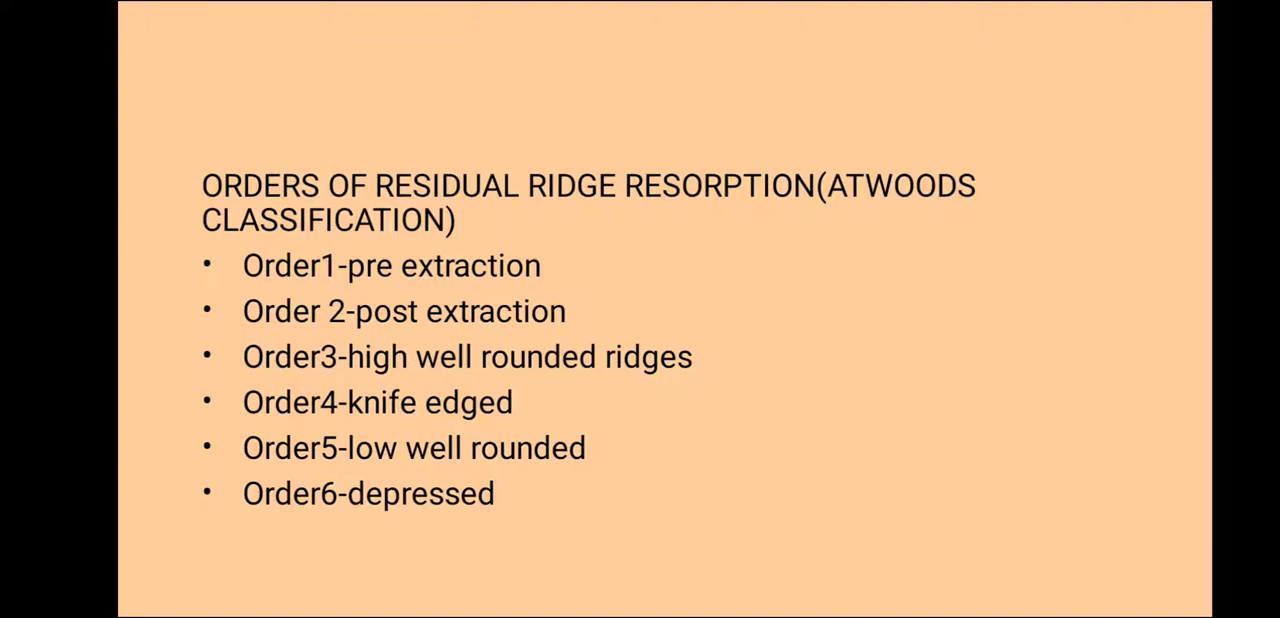 ORDERS OF RESIDUAL RIDGE RESORPTION(ATWOODS
CLASSIFICATION)
• Order1-pre extraction
• Order 2-post extraction
• Order3-high well rounded ridges
• Order4-knife edged
• Order5-low well rounded
• Order6-depressed